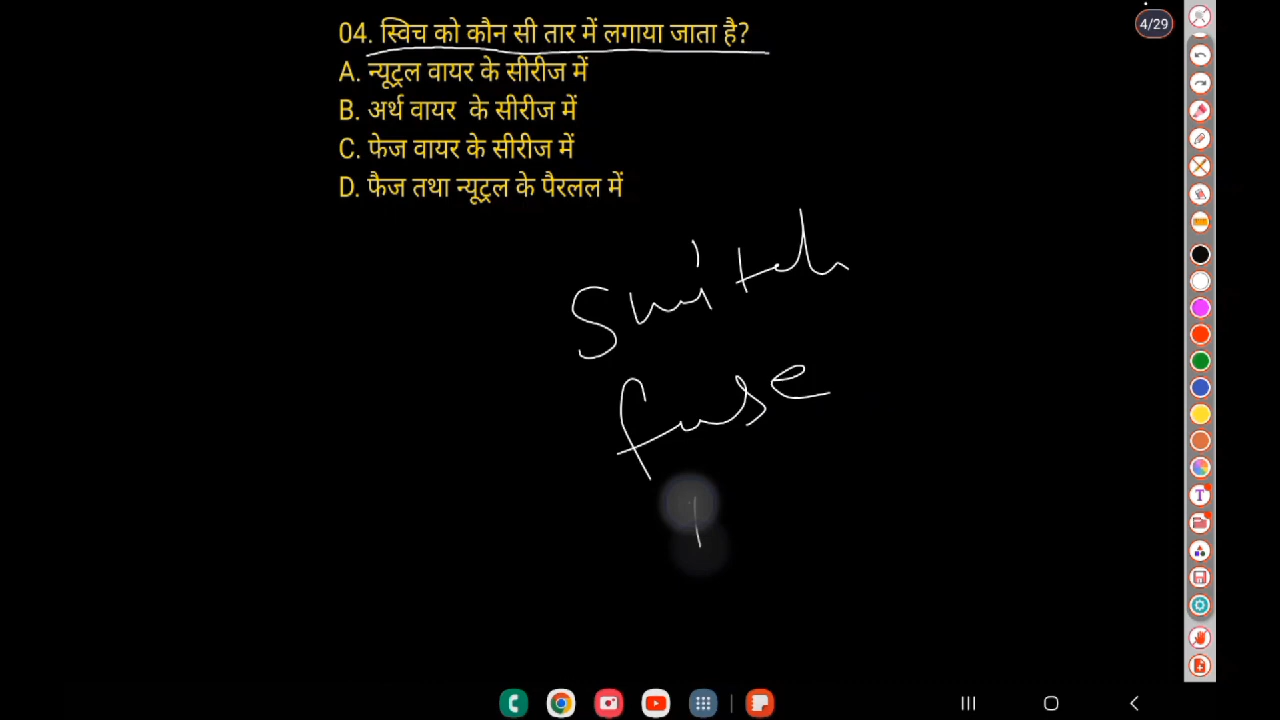 4/29
04. स्विच को कौन सी तार में लगाया जाता है?
A. न्यूट्रल वायर के सीरीज में
B. अर्थ वायर के सीरीज में
C. फेज वायर के सीरीज में
D. फैज तथा न्यूट्रल के पैरलल में
Switch
fuse